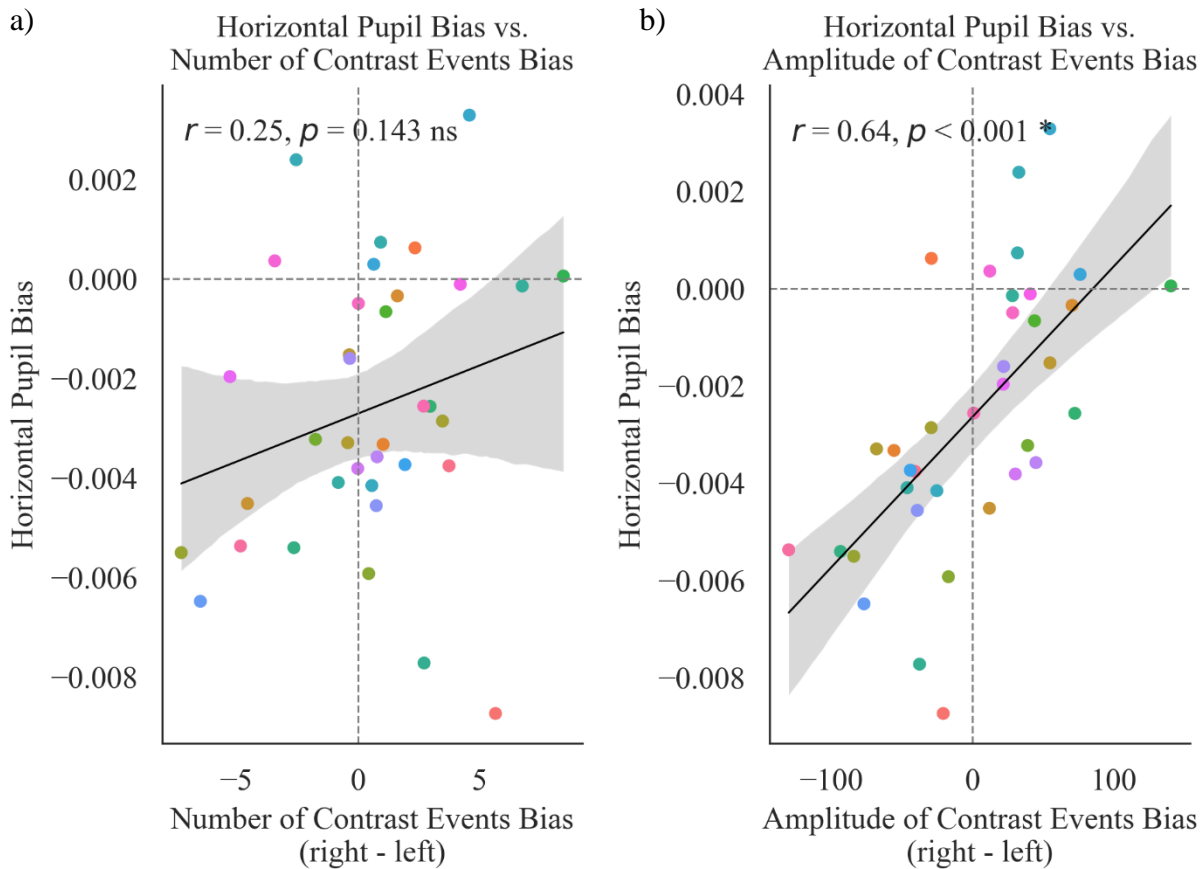 a)
Horizontal Pupil Bias vs.
Number of Contrast Events Bias
r = 0.25, p = 0.143 ns
0.002
0.000
−0.002
−0.004
−0.006
−0.008
Horizontal Pupil Bias
−5 0 5
Number of Contrast Events Bias
(right - left)
b)
Horizontal Pupil Bias vs.
Amplitude of Contrast Events Bias
r = 0.64, p < 0.001 *
0.004
0.002
0.000
−0.002
−0.004
−0.006
−0.008
Horizontal Pupil Bias
−100 0 100
Amplitude of Contrast Events Bias
(right - left)